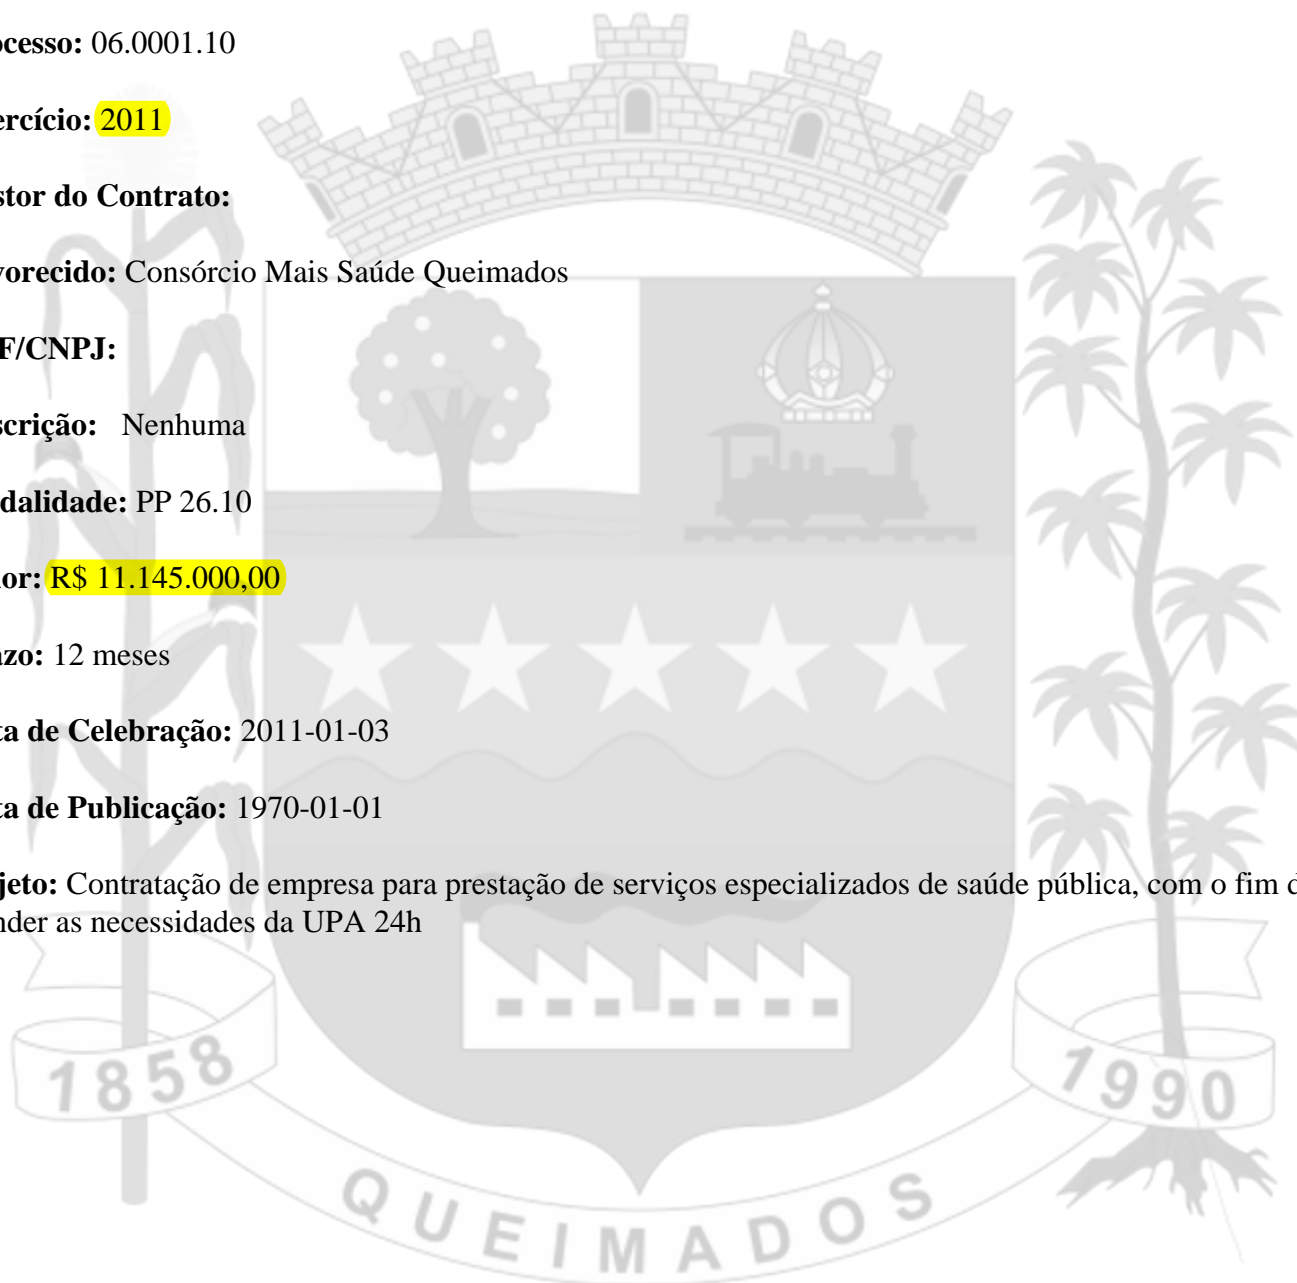 ocesso: 06.0001.10
ercício: 2011
stor do Contrato:
vorecido: Consórcio Mais Saúde Queimados
F/CNPJ:
scrição: Nenhuma
dalidade: PP 26.10
or: R$ 11.145.000,00
azo: 12 meses
ta de Celebração: 2011-01-03
ta de Publicação: 1970-01-01
jeto: Contratação de empresa para prestação de serviços especializados de saúde pública, com o fim d
nder as necessidades da UPA 24h
1858
1990
QUEIMADOS